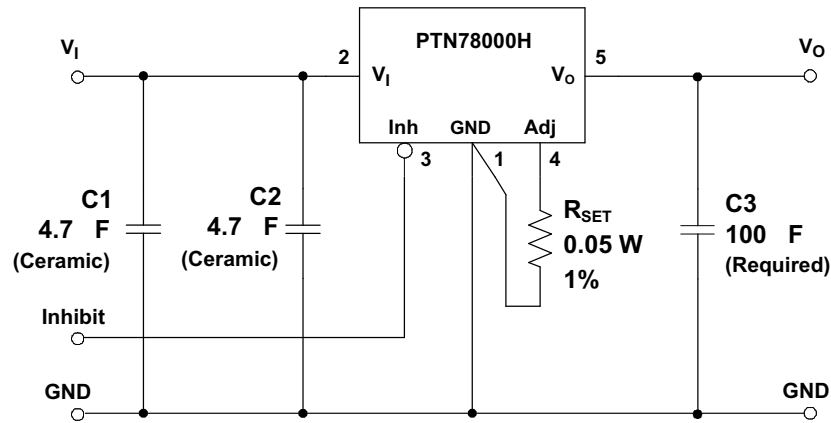 PTN78000H
V_I
2
5
V_O
V_I
V_O
Inh
GND
Adj
3
1
4
C1
4.7 F
(Ceramic)
C2
4.7 F
(Ceramic)
R_SET
0.05 W
1%
C3
100 F
(Required)
Inhibit
GND
GND